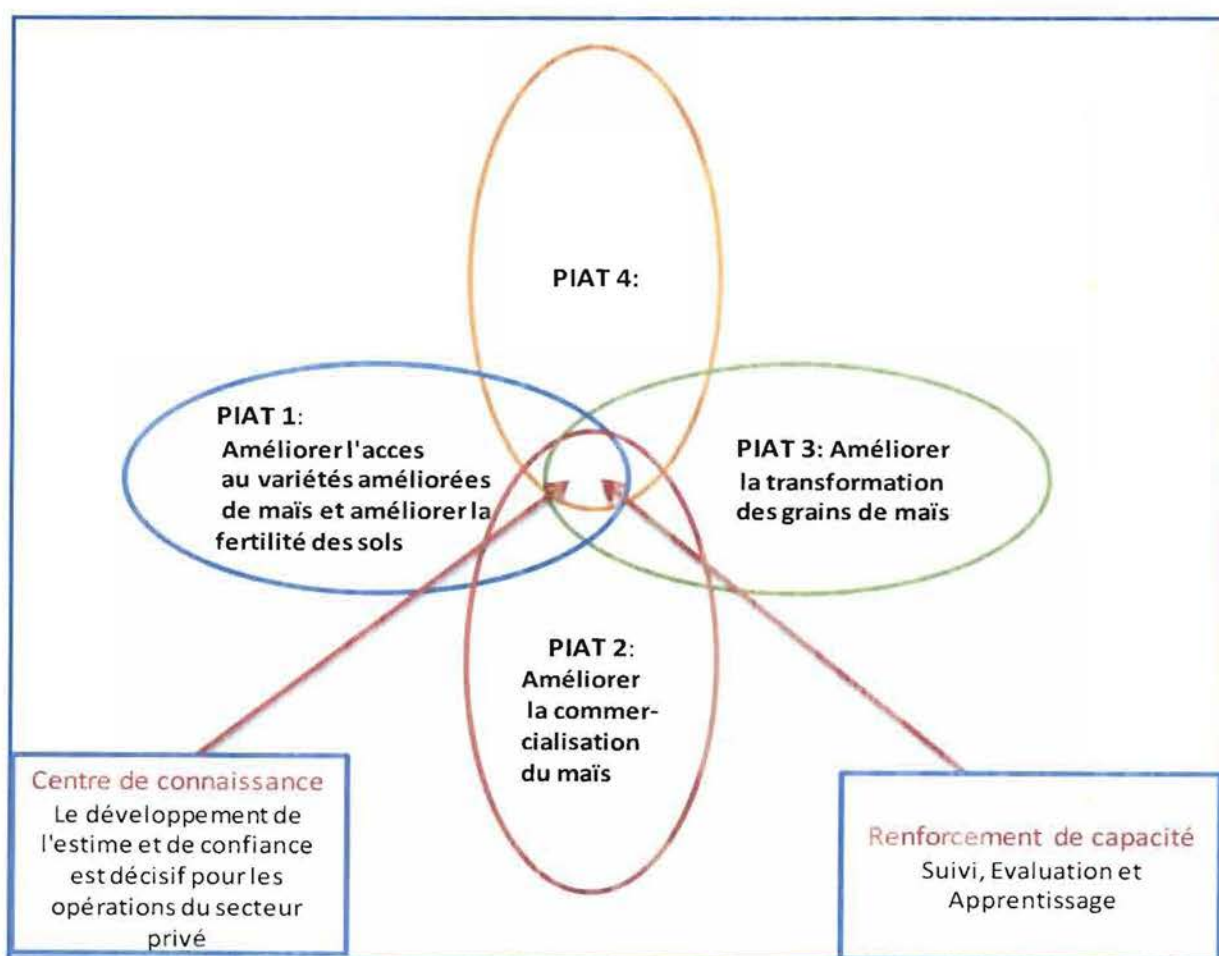 PIAT 4:
PIAT 1:
Améliorer l'acces
au variétés améliorées
de maïs et améliorer la
fertilité des sols
PIAT 3: Améliorer
la transformation
des grains de maïs
PIAT 2:
Améliorer
la commer-
cialisation
du maïs
Centre de connaissance
Le développement de
l'estime et de confiance
est décisif pour les
opérations du secteur
privé
Renforcement de capacité
Suivi, Evaluation et
Apprentissage